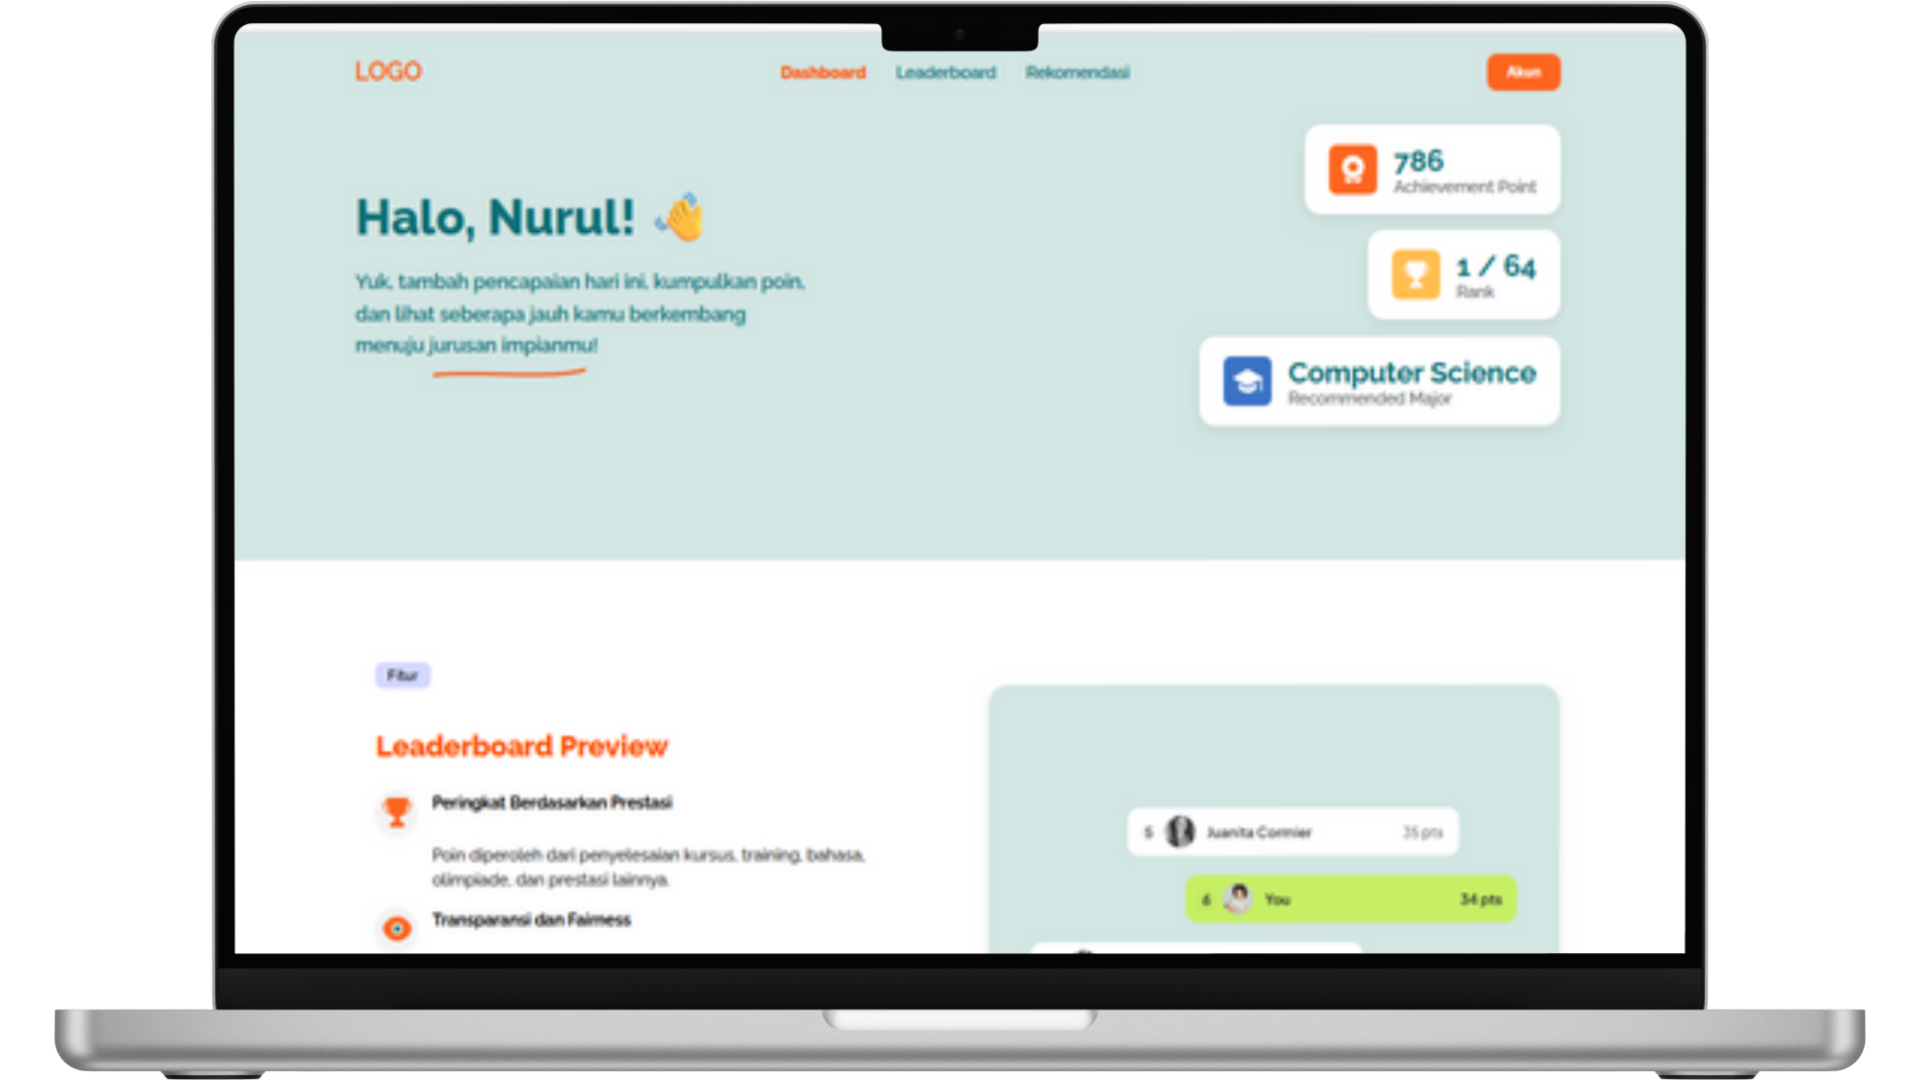 LOGO
Dashboard Leaderboard Rekomendasi
Akun
786
Achievement Point
Halo, Nurul! 👋
1 / 64
Rank
Yuk, tambah pencapaian hari ini, kumpulkan poin,
dan lihat seberapa jauh kamu berkembang
menuju jurusan impianmu!
Computer Science
Recommended Major
Fitur
Leaderboard Preview
Peringkat Berdasarkan Prestasi
Poin diperoleh dari penyelesaian kursus, training, bahasa,
olimpiade, dan prestasi lainnya.
Transparansi dan Fairness
5 Juanita Cormier 35 pts
6 You 34 pts